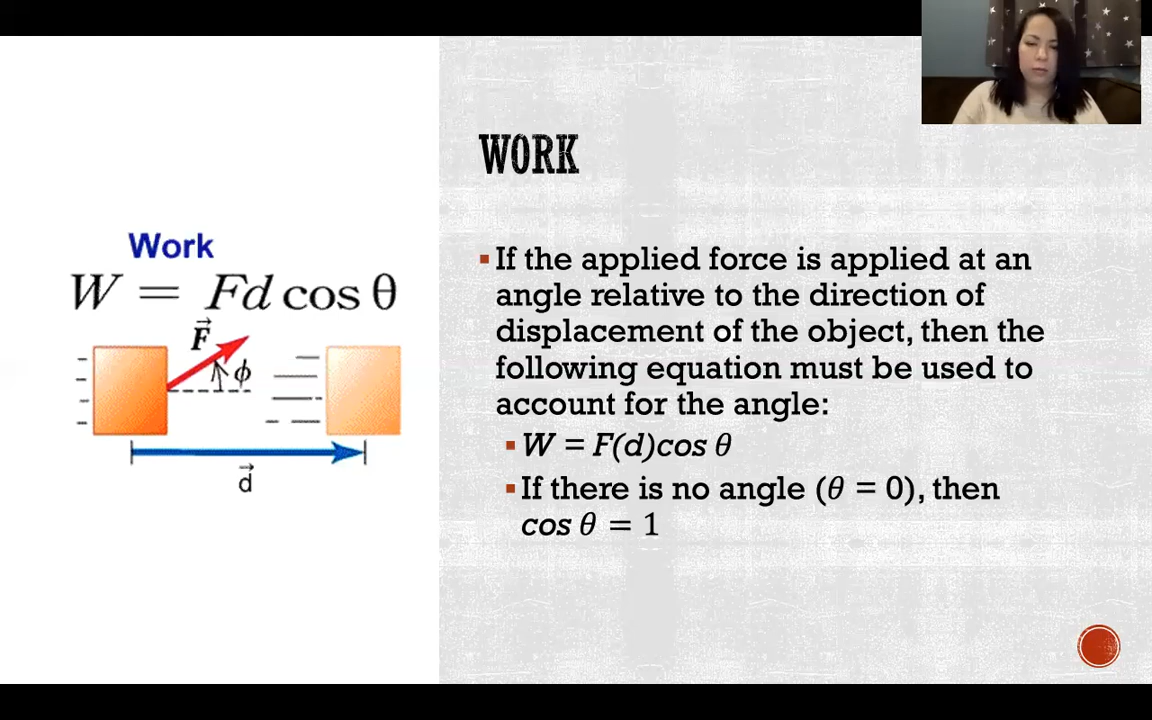 WORK
Work
W = Fd cos θ
F
ϕ
d
▪If the applied force is applied at an
angle relative to the direction of
displacement of the object, then the
following equation must be used to
account for the angle:
▪W = F(d)cos θ
▪If there is no angle (θ = 0), then
cos θ = 1